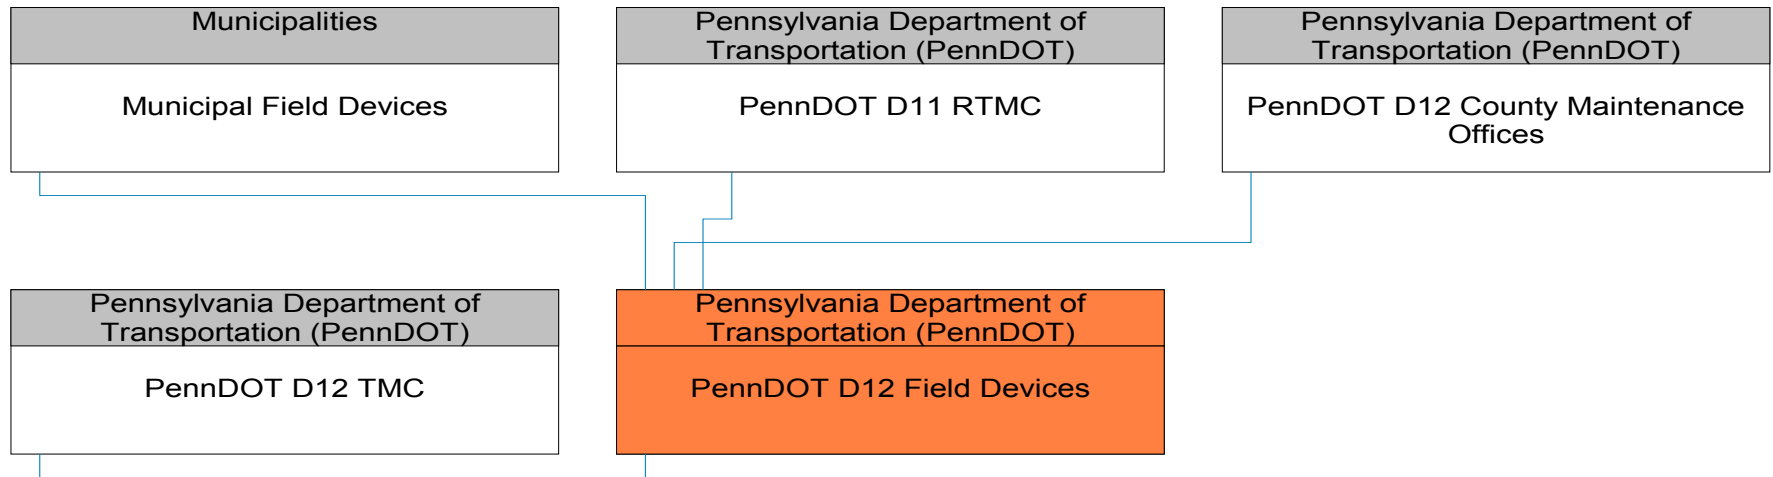 Municipalities
Municipal Field Devices
Pennsylvania Department of
Transportation (PennDOT)
PennDOT D11 RTMC
Pennsylvania Department of
Transportation (PennDOT)
PennDOT D12 County Maintenance
Offices
Pennsylvania Department of
Transportation (PennDOT)
PennDOT D12 TMC
Pennsylvania Department of
Transportation (PennDOT)
PennDOT D12 Field Devices